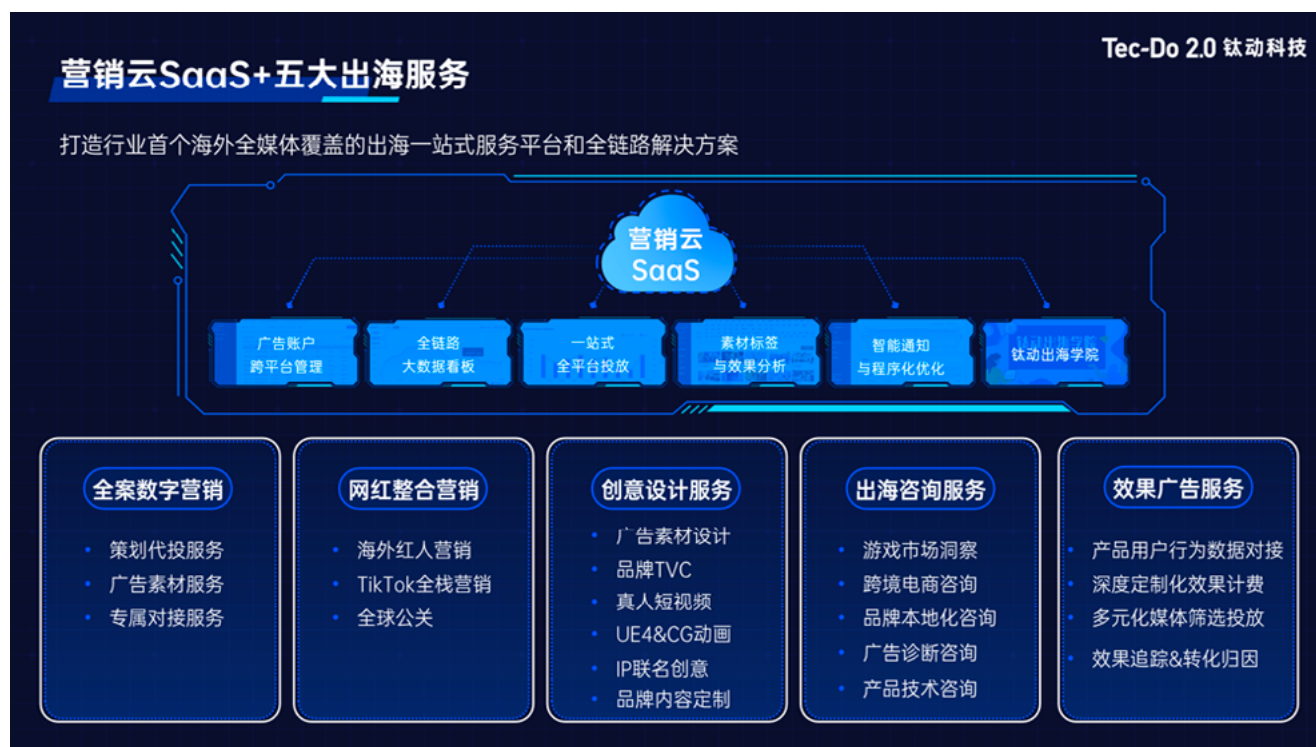 Tec-Do 2.0 钛动科技
营销云SaaS+五大出海服务
打造行业首个海外全媒体覆盖的出海一站式服务平台和全链路解决方案
营销云
SaaS
广告账户
跨平台管理
全链路
大数据看板
一站式
全平台投放
素材标签
与效果分析
智能通知
与程序化优化
钛动出海学院
全案数字营销
• 策划代投服务
• 广告素材服务
• 专属对接服务
网红整合营销
• 海外红人营销
• TikTok全栈营销
• 全球公关
创意设计服务
• 广告素材设计
• 品牌TVC
• 真人短视频
• UE4&CG动画
• IP联名创意
• 品牌内容定制
出海咨询服务
• 游戏市场洞察
• 跨境电商咨询
• 品牌本地化咨询
• 广告诊断咨询
• 产品技术咨询
效果广告服务
• 产品用户行为数据对接
• 深度定制化效果计费
• 多元化媒体筛选投放
• 效果追踪&转化归因